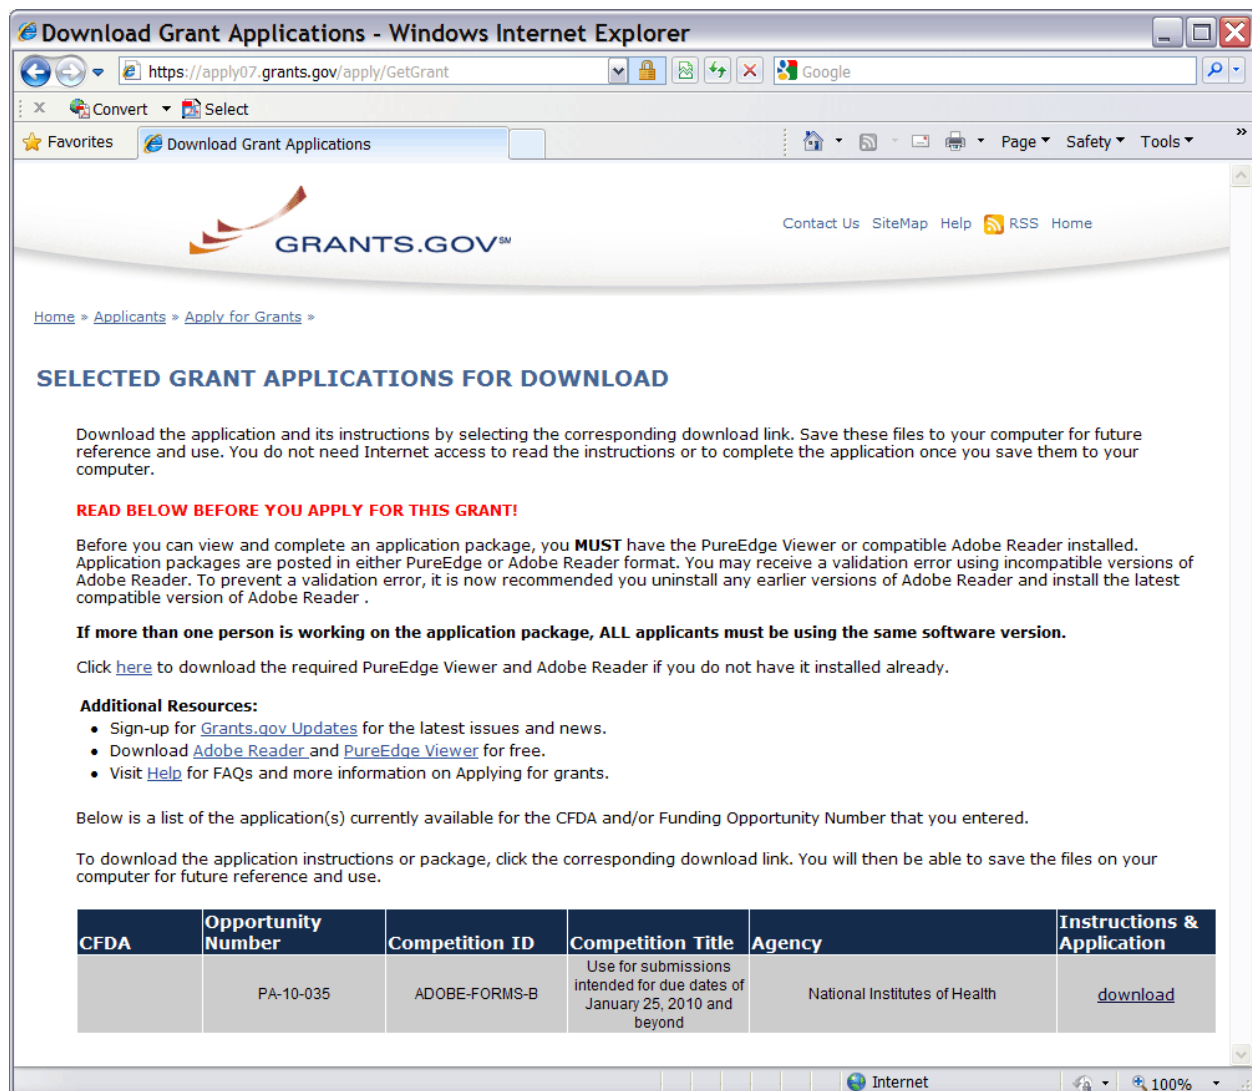 Download Grant Applications - Windows Internet Explorer
https://apply07.grants.gov/apply/GetGrant
Google
x Convert Select
Favorites Download Grant Applications Page Safety Tools »
GRANTS.GOV℠
Contact Us SiteMap Help RSS Home
Home » Applicants » Apply for Grants »
SELECTED GRANT APPLICATIONS FOR DOWNLOAD
Download the application and its instructions by selecting the corresponding download link. Save these files to your computer for future
reference and use. You do not need Internet access to read the instructions or to complete the application once you save them to your
computer.
READ BELOW BEFORE YOU APPLY FOR THIS GRANT!
Before you can view and complete an application package, you MUST have the PureEdge Viewer or compatible Adobe Reader installed.
Application packages are posted in either PureEdge or Adobe Reader format. You may receive a validation error using incompatible versions of
Adobe Reader. To prevent a validation error, it is now recommended you uninstall any earlier versions of Adobe Reader and install the latest
compatible version of Adobe Reader .
If more than one person is working on the application package, ALL applicants must be using the same software version.
Click here to download the required PureEdge Viewer and Adobe Reader if you do not have it installed already.
Additional Resources:
• Sign-up for Grants.gov Updates for the latest issues and news.
• Download Adobe Reader and PureEdge Viewer for free.
• Visit Help for FAQs and more information on Applying for grants.
Below is a list of the application(s) currently available for the CFDA and/or Funding Opportunity Number that you entered.
To download the application instructions or package, click the corresponding download link. You will then be able to save the files on your
computer for future reference and use.
CFDA
Opportunity
Number
Competition ID
Competition Title
Agency
Instructions &
Application
PA-10-035
ADOBE-FORMS-B
Use for submissions
intended for due dates of
January 25, 2010 and
beyond
National Institutes of Health
download
Internet
100%